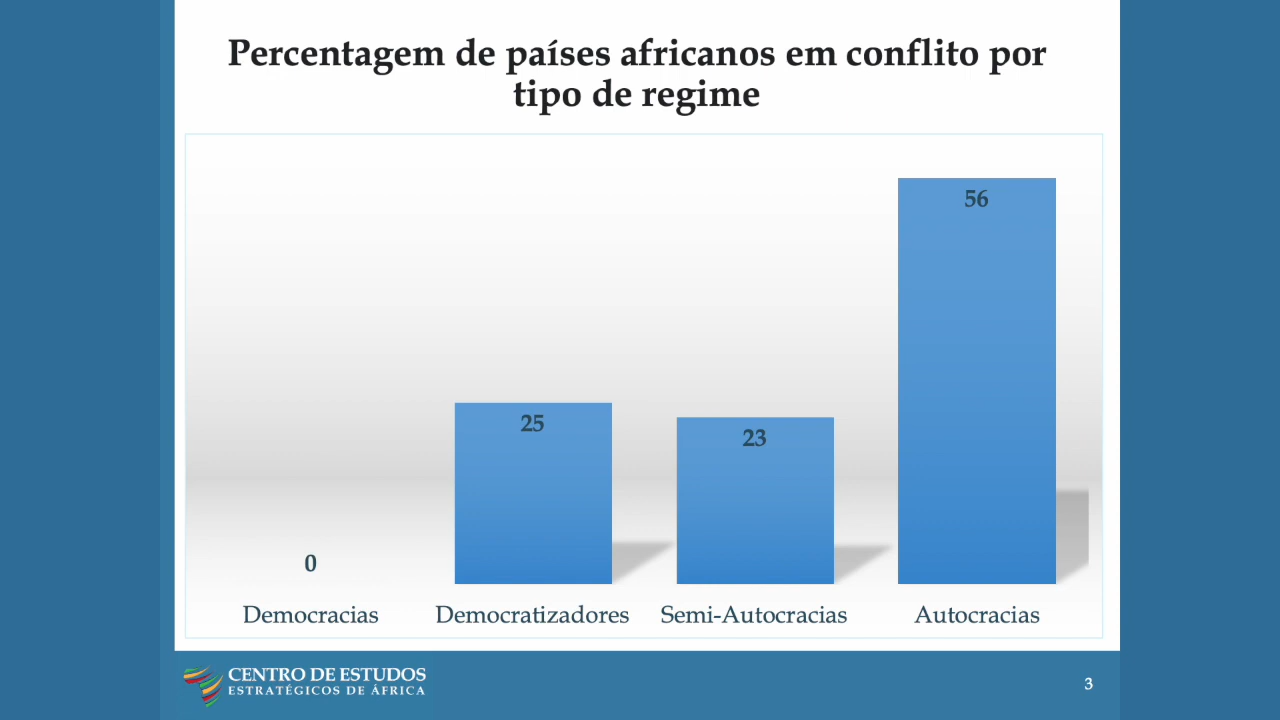 Percentagem de países africanos em conflito por
tipo de regime
56
25
23
0
Democracias
Democratizadores
Semi-Autocracias
Autocracias
CENTRO DE ESTUDOS
ESTRATÉGICOS DE ÁFRICA
3